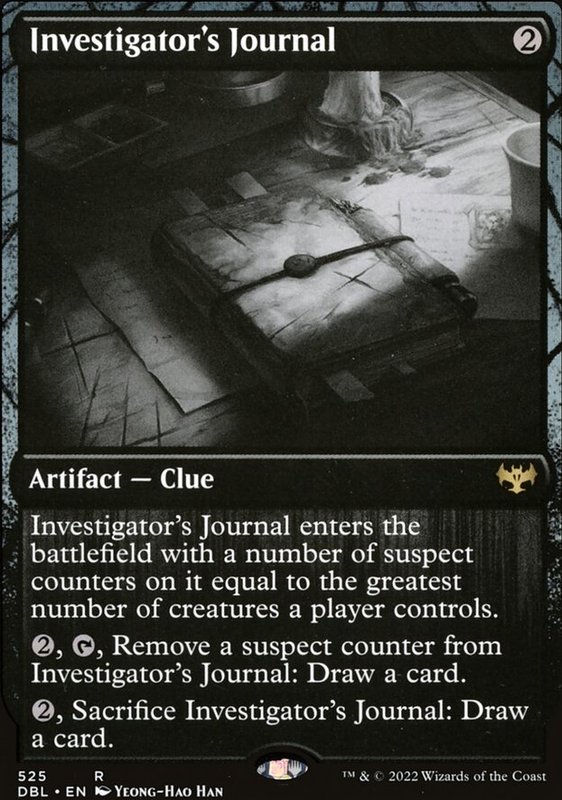 Investigator's Journal 2
Artifact — Clue
Investigator's Journal enters the
battlefield with a number of suspect
counters on it equal to the greatest
number of creatures a player controls.
2, , Remove a suspect counter from
Investigator's Journal: Draw a card.
2, Sacrifice Investigator's Journal: Draw
a card.
525 R
DBL • EN Yeong-Hao Han
™ & © 2022 Wizards of the Coast